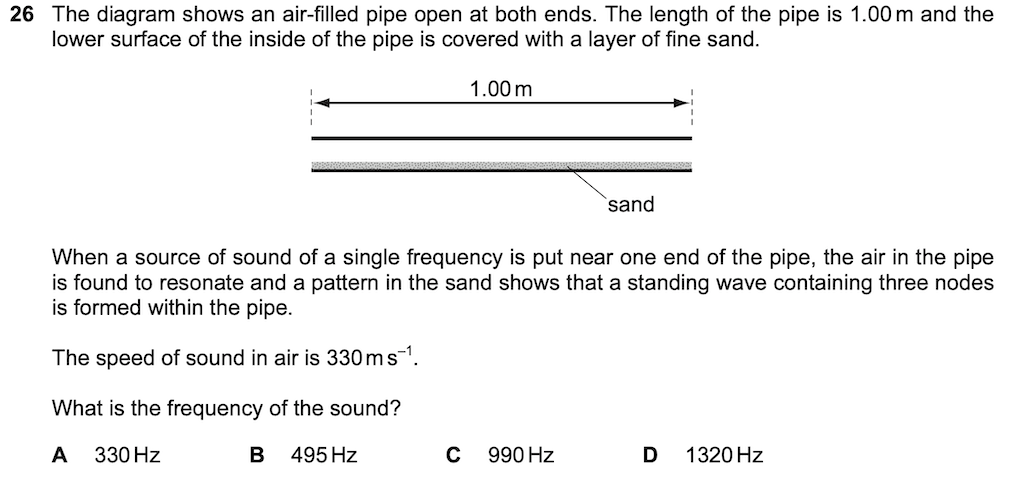 26 The diagram shows an air-filled pipe open at both ends. The length of the pipe is 1.00 m and the
lower surface of the inside of the pipe is covered with a layer of fine sand.
1.00 m
sand
When a source of sound of a single frequency is put near one end of the pipe, the air in the pipe
is found to resonate and a pattern in the sand shows that a standing wave containing three nodes
is formed within the pipe.
The speed of sound in air is 330 m s⁻¹.
What is the frequency of the sound?
A 330 Hz B 495 Hz C 990 Hz D 1320 Hz